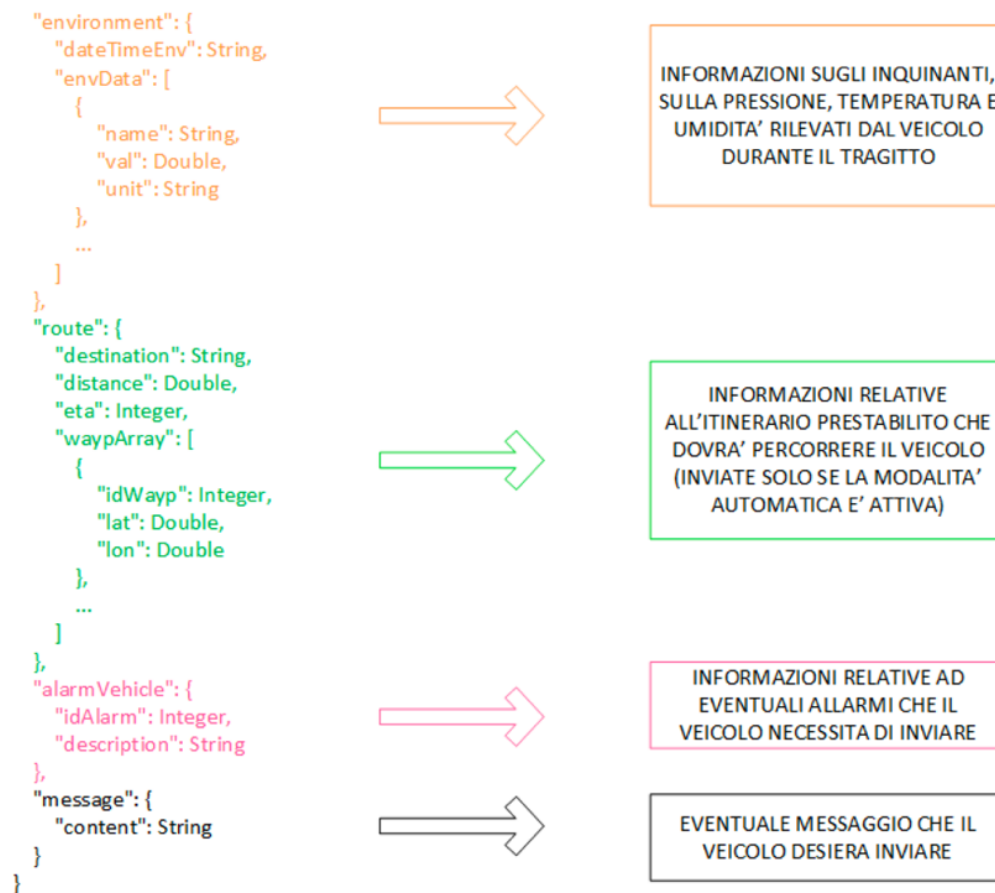 "environment": {
"dateTimeEnv": String,
"envData": [
{
"name": String,
"val": Double,
"unit": String
},
...
]
},
INFORMAZIONI SUGLI INQUINANTI,
SULLA PRESSIONE, TEMPERATURA E
UMIDITA' RILEVATI DAL VEICOLO
DURANTE IL TRAGITTO
"route": {
"destination": String,
"distance": Double,
"eta": Integer,
"waypArray": [
{
"idWayp": Integer,
"lat": Double,
"lon": Double
},
...
]
},
INFORMAZIONI RELATIVE
ALL'ITINERARIO PRESTABILITO CHE
DOVRA' PERCORRERE IL VEICOLO
(INVIATE SOLO SE LA MODALITA'
AUTOMATICA E' ATTIVA)
"alarmVehicle": {
"idAlarm": Integer,
"description": String
},
INFORMAZIONI RELATIVE AD
EVENTUALI ALLARMI CHE IL
VEICOLO NECESSITA DI INVIARE
"message": {
"content": String
}
}
EVENTUALE MESSAGGIO CHE IL
VEICOLO DESIERA INVIARE